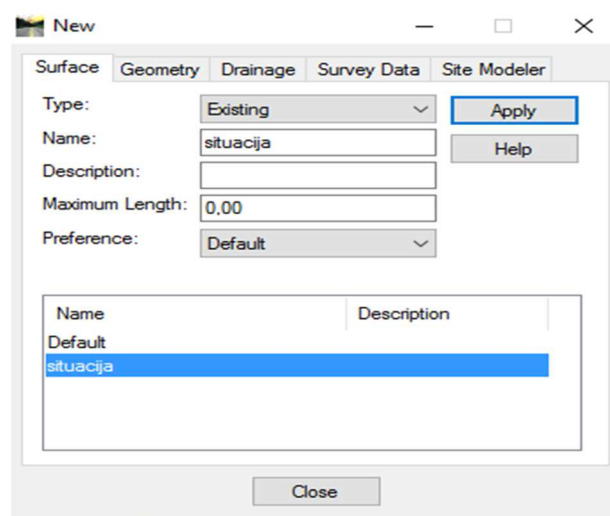 New
Surface Geometry Drainage Survey Data Site Modeler
Type: Existing Apply
Name: situacija Help
Description:
Maximum Length: 0,00
Preference: Default
Name Description
Default
situacija
Close